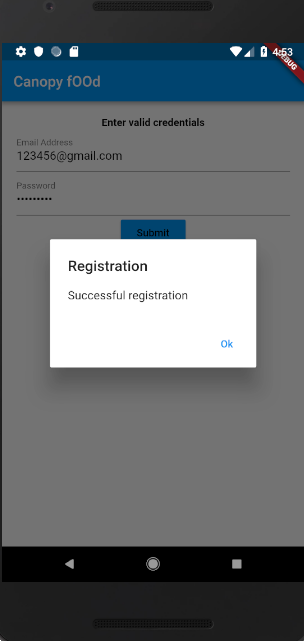 4:53
DEBUG
Canopy fOOd
Enter valid credentials
Email Address
123456@gmail.com
Password
•••••••••
Submit
Registration
Successful registration
Ok